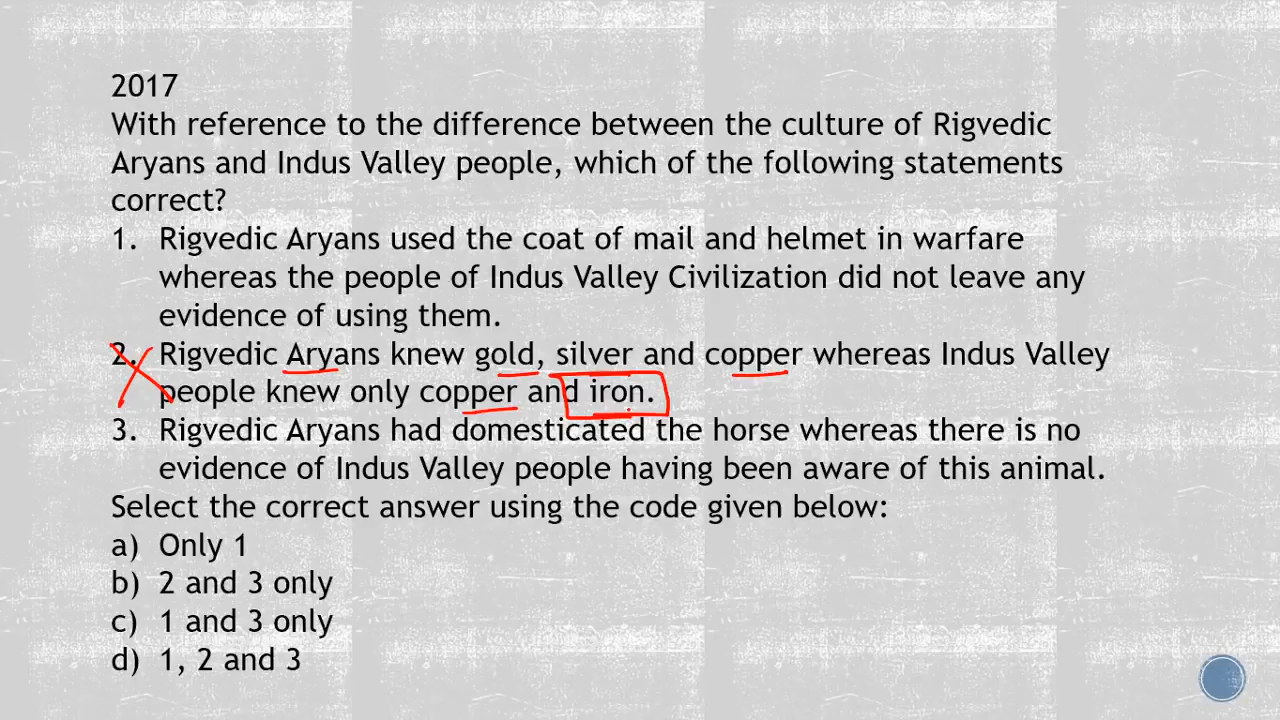 2017
With reference to the difference between the culture of Rigvedic
Aryans and Indus Valley people, which of the following statements
correct?
1. Rigvedic Aryans used the coat of mail and helmet in warfare
whereas the people of Indus Valley Civilization did not leave any
evidence of using them.
2. Rigvedic Aryans knew gold, silver and copper whereas Indus Valley
people knew only copper and iron.
3. Rigvedic Aryans had domesticated the horse whereas there is no
evidence of Indus Valley people having been aware of this animal.
Select the correct answer using the code given below:
a) Only 1
b) 2 and 3 only
c) 1 and 3 only
d) 1, 2 and 3